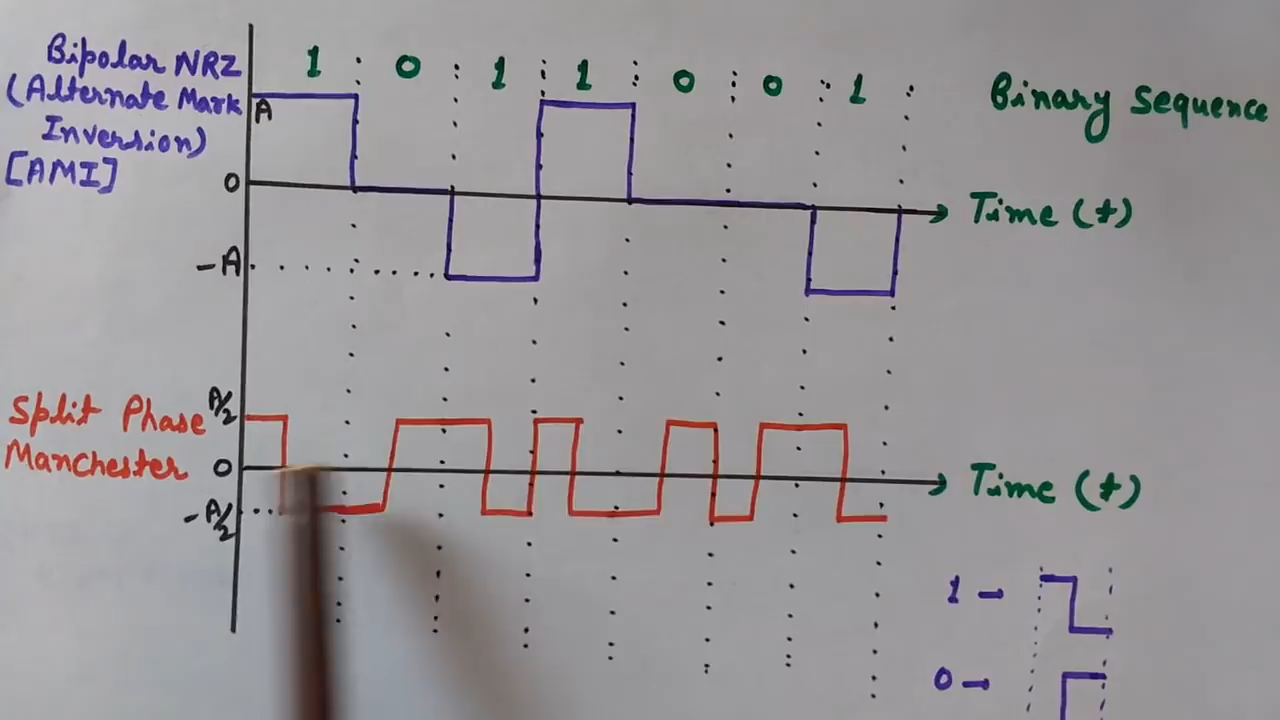 Bipolar NRZ
(Alternate Mark
Inversion)
[AMI]
1 0 1 1 0 0 1
Binary Sequence
A
0
-A
Time (t)
Split Phase
Manchester
A/2
0
-A/2
Time (t)
1 →
0 →